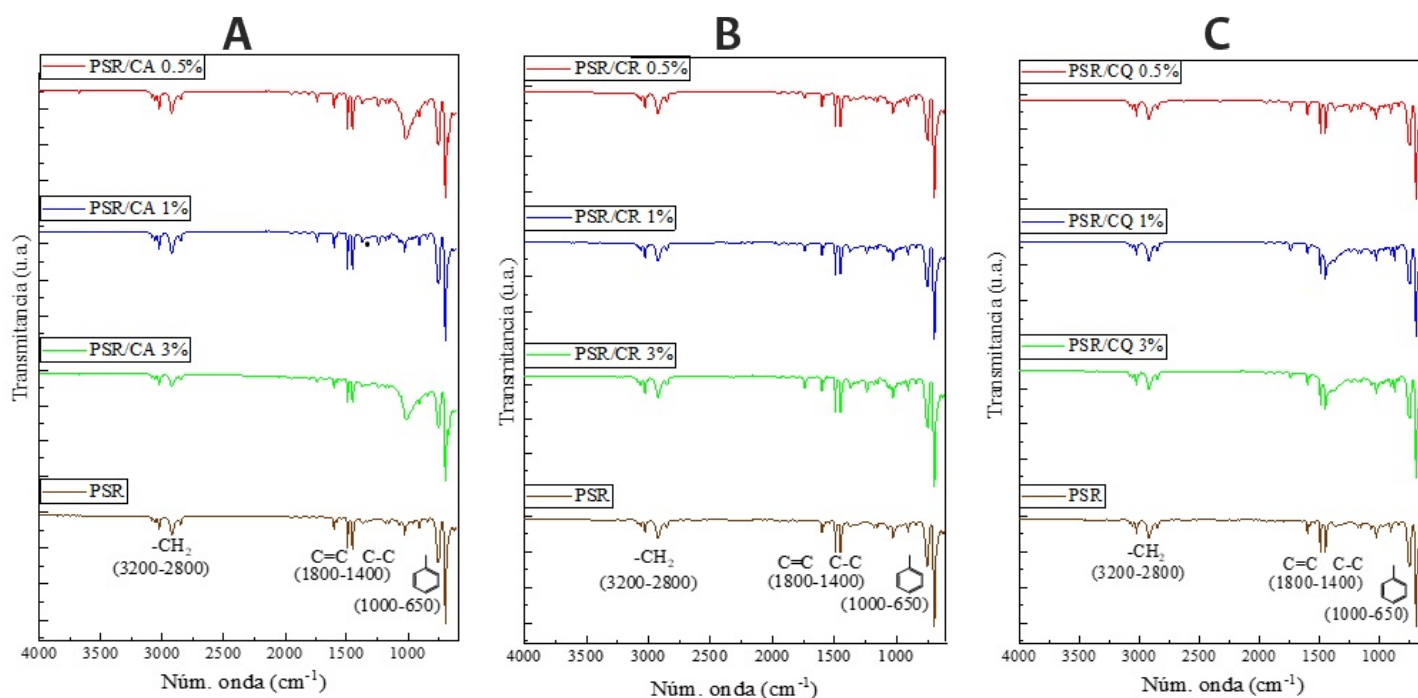 A
PSR/CA 0.5%
PSR/CA 1%
PSR/CA 3%
PSR
-CH₂
(3200-2800)
C=C C-C
(1800-1400)
(1000-650)
Transmitancia (u.a.)
4000 3500 3000 2500 2000 1500 1000
Núm. onda (cm⁻¹)
B
PSR/CR 0.5%
PSR/CR 1%
PSR/CR 3%
PSR
-CH₂
(3200-2800)
C=C C-C
(1800-1400)
(1000-650)
Transmitancia (u.a.)
4000 3500 3000 2500 2000 1500 1000
Núm. onda (cm⁻¹)
C
PSR/CQ 0.5%
PSR/CQ 1%
PSR/CQ 3%
PSR
-CH₂
(3200-2800)
C=C C-C
(1800-1400)
(1000-650)
Transmitancia (u.a.)
4000 3500 3000 2500 2000 1500 1000
Núm. onda (cm⁻¹)